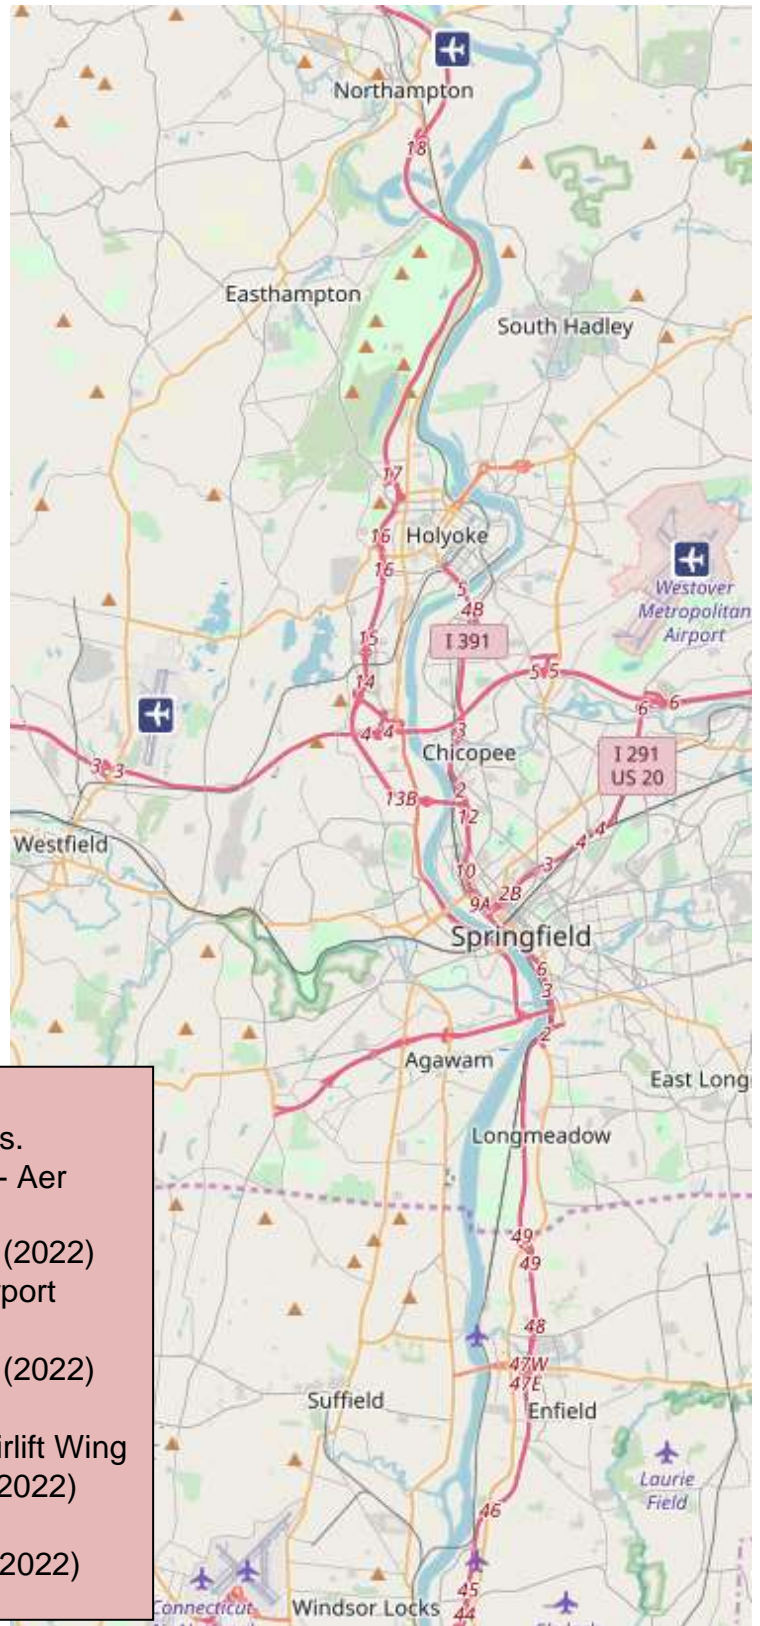 Northampton
18
Easthampton
South Hadley
17
Holyoke
16
16
5
4B
Westover
Metropolitan
Airport
15
I 391
14
5 5
6 6
4 4
3
Chicopee
I 291
US 20
3 3
13B
2
12
4 4
Westfield
10
3
2B
9A
Springfield
6
3
2
Agawam
East Long
s.
Longmeadow
- Aer
49
(2022)
49
port
48
47W
(2022)
47E
Suffield
Enfield
irlift Wing
Laurie
Field
2022)
46
2022)
45
Connecticut
Windsor Locks
44